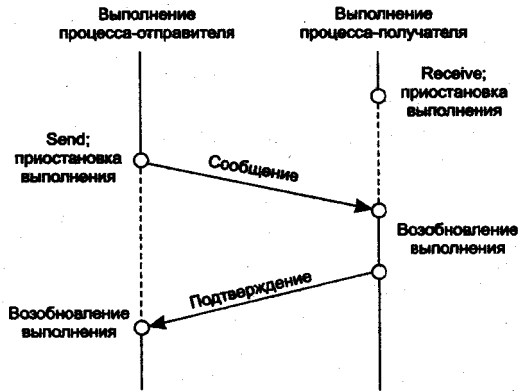 Выполнение
процесса-отправителя
Выполнение
процесса-получателя
Receive;
приостановка
выполнения
Send;
приостановка
выполнения
Сообщение
Возобновление
выполнения
Подтверждение
Возобновление
выполнения